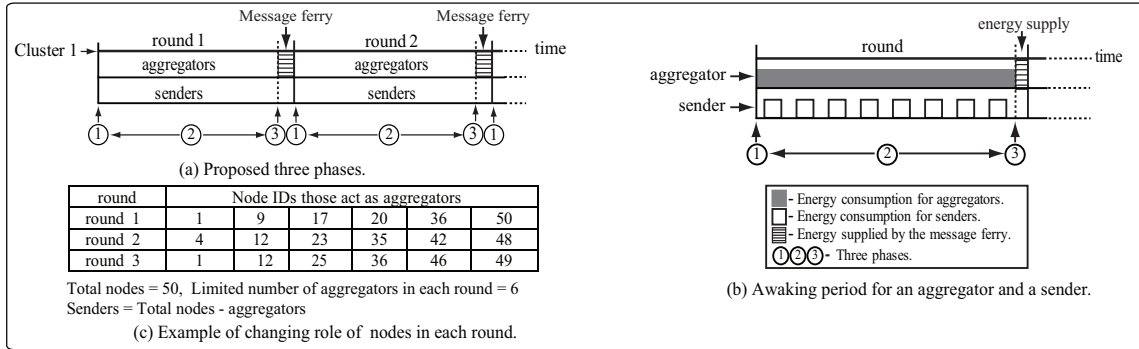 Message ferry
Message ferry
Cluster 1
round 1
round 2
time
aggregators
aggregators
senders
senders
1 2 3 1 2 3 1
(a) Proposed three phases.
round Node IDs those act as aggregators
round 1 1 9 17 20 36 50
round 2 4 12 23 35 42 48
round 3 1 12 25 36 46 49
Total nodes = 50, Limited number of aggregators in each round = 6
Senders = Total nodes - aggregators
(c) Example of changing role of nodes in each round.
energy supply
round
time
aggregator
sender
1 2 3
- Energy consumption for aggregators.
- Energy consumption for senders.
- Energy supplied by the message ferry.
1 2 3 - Three phases.
(b) Awaking period for an aggregator and a sender.